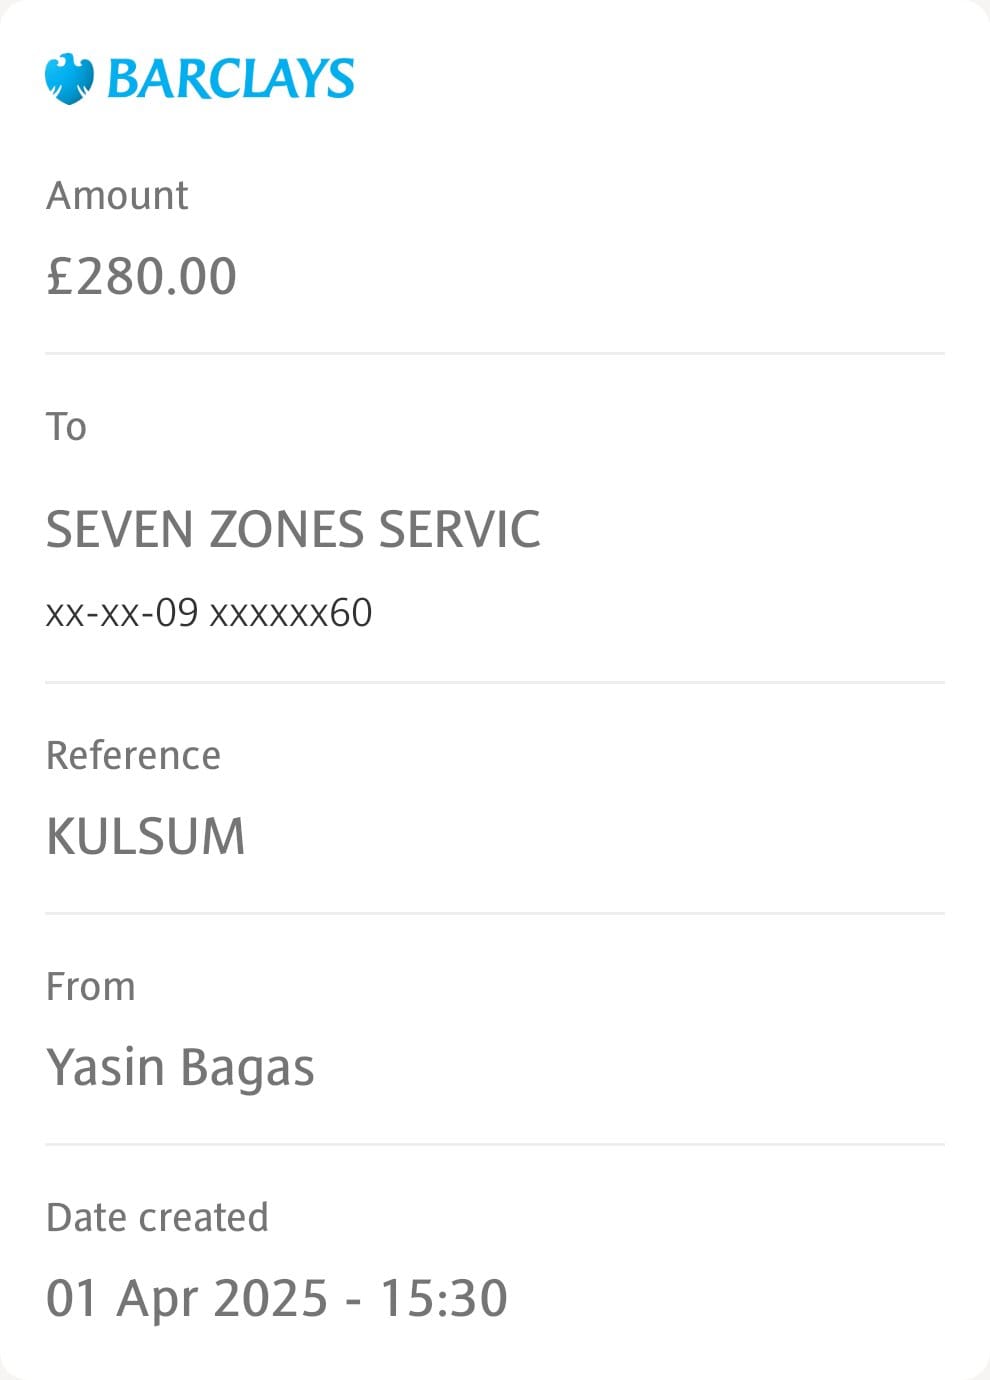 BARCLAYS
Amount
£280.00
To
SEVEN ZONES SERVIC
xx-xx-09 xxxxxx60
Reference
KULSUM
From
Yasin Bagas
Date created
01 Apr 2025 - 15:30